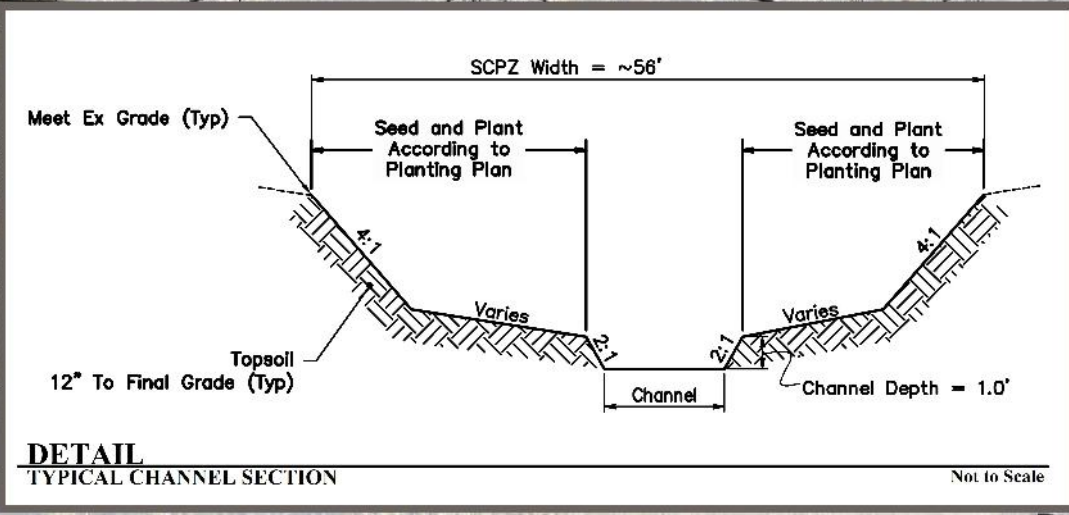 SCPZ Width = ~56'
Meet Ex Grade (Typ)
Seed and Plant
According to
Planting Plan
Seed and Plant
According to
Planting Plan
4:1
4:1
Varies
Varies
2:1
2:1
Topsoil
12" To Final Grade (Typ)
Channel
Channel Depth = 1.0'
DETAIL
TYPICAL CHANNEL SECTION
Not to Scale